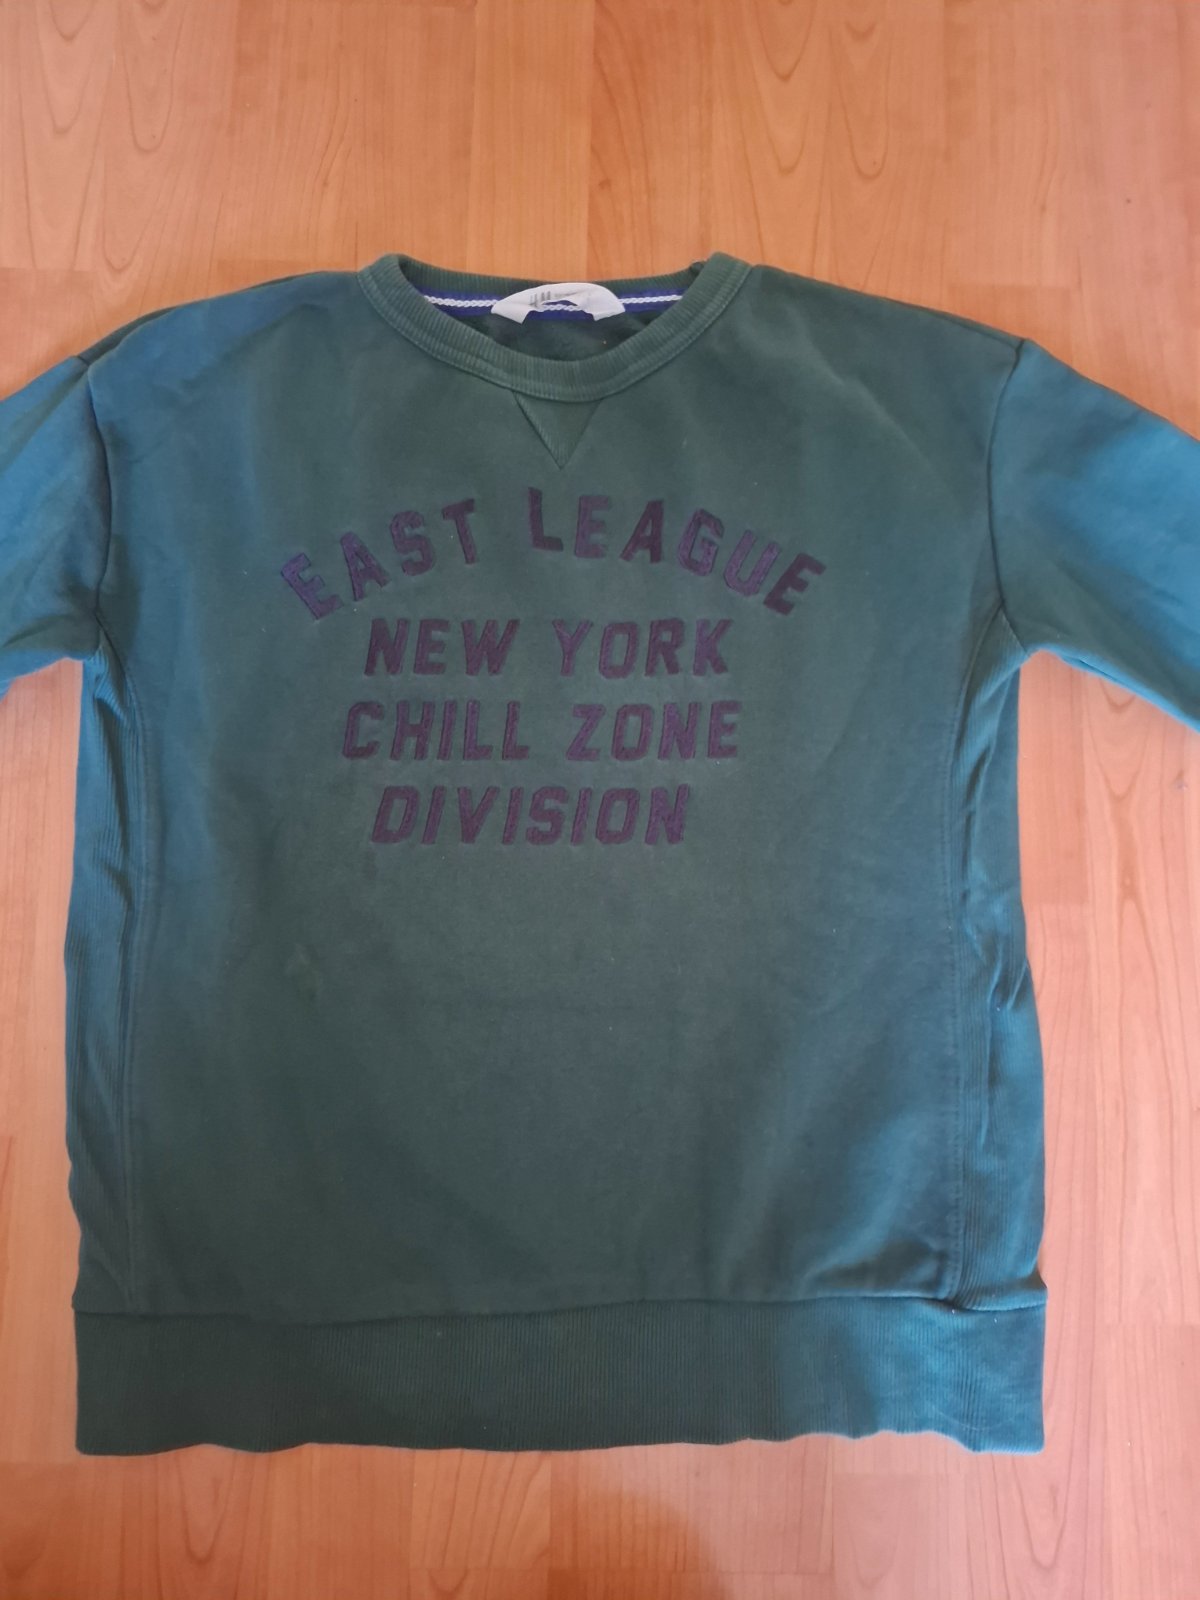 EAST LEAGUE
NEW YORK
CHILL ZONE
DIVISION